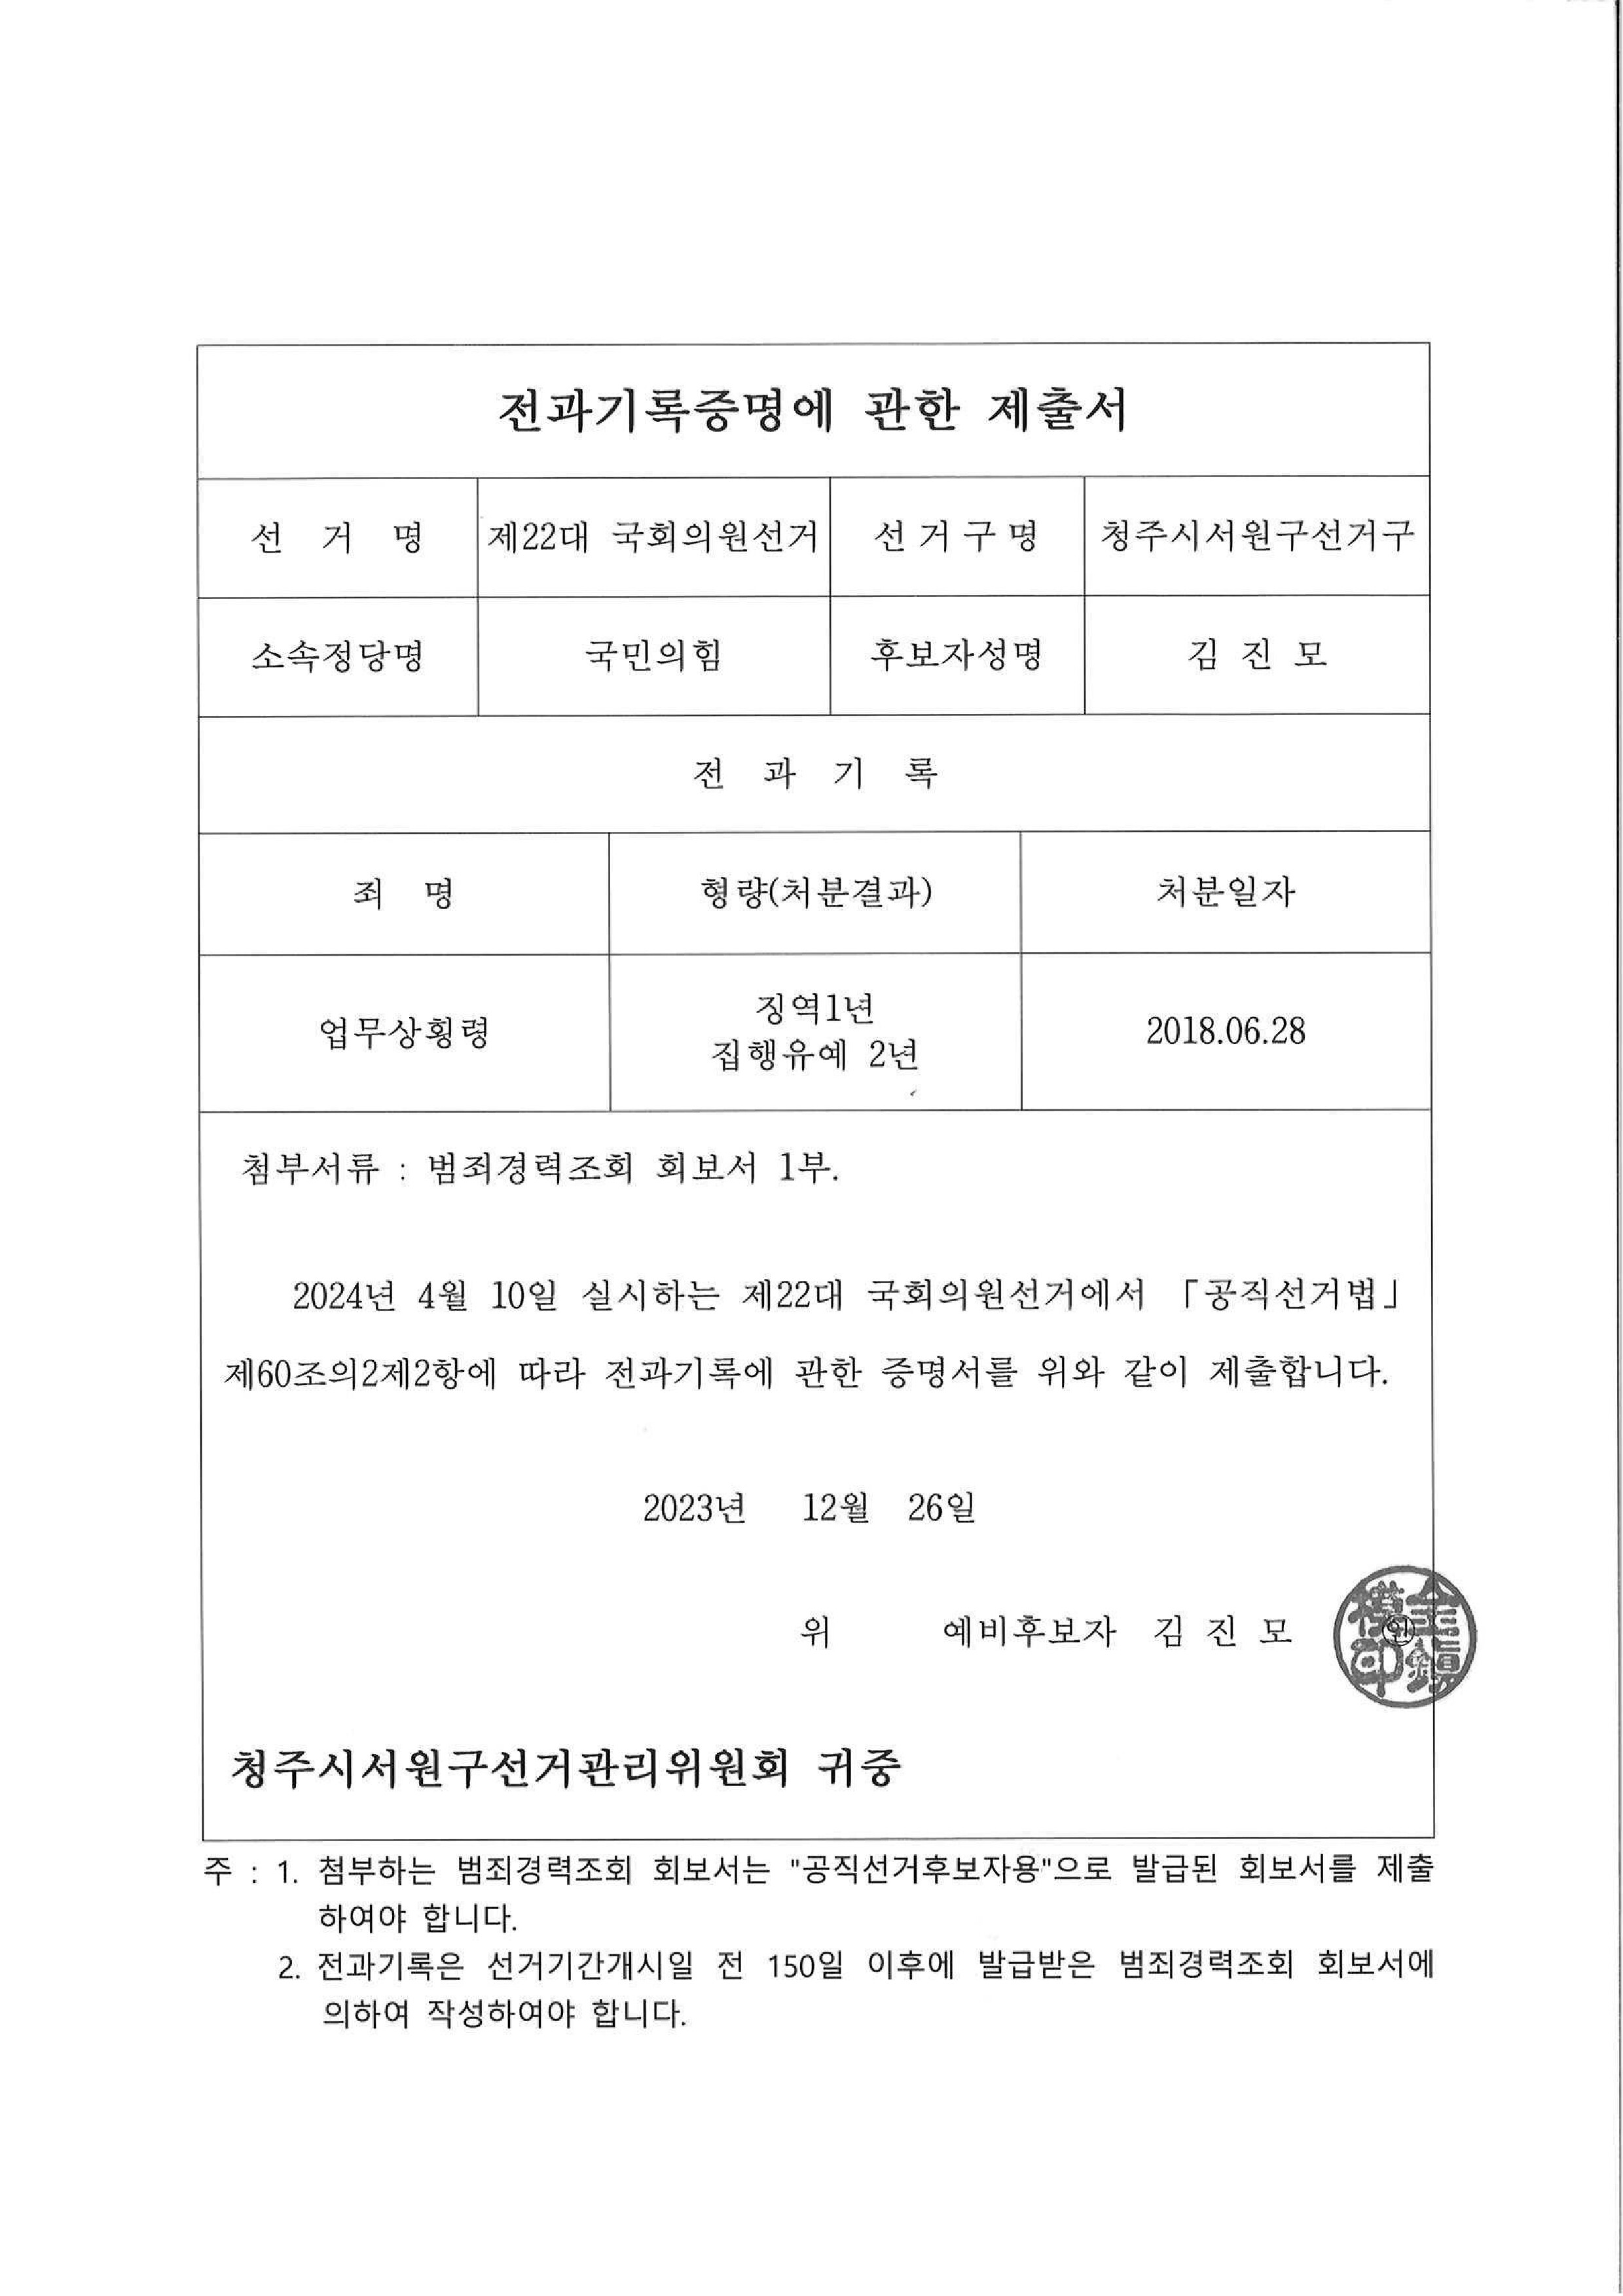 전과기록증명에 관한 제출서
선 거 명 제22대 국회의원선거 선 거 구 명 청주시서원구선거구
소속정당명 국민의힘 후보자성명 김 진 모
전 과 기 록
죄 명 형량(처분결과) 처분일자
업무상횡령 징역1년 2018.06.28
집행유예 2년
첨부서류 : 범죄경력조회 회보서 1부.
2024년 4월 10일 실시하는 제22대 국회의원선거에서 「공직선거법」
제60조의2제2항에 따라 전과기록에 관한 증명서를 위와 같이 제출합니다.
2023년 12월 26일
위 예비후보자 김 진 모 ㊞
청주시서원구선거관리위원회 귀중
주 : 1. 첨부하는 범죄경력조회 회보서는 "공직선거후보자용"으로 발급된 회보서를 제출
하여야 합니다.
2. 전과기록은 선거기간개시일 전 150일 이후에 발급받은 범죄경력조회 회보서에
의하여 작성하여야 합니다.